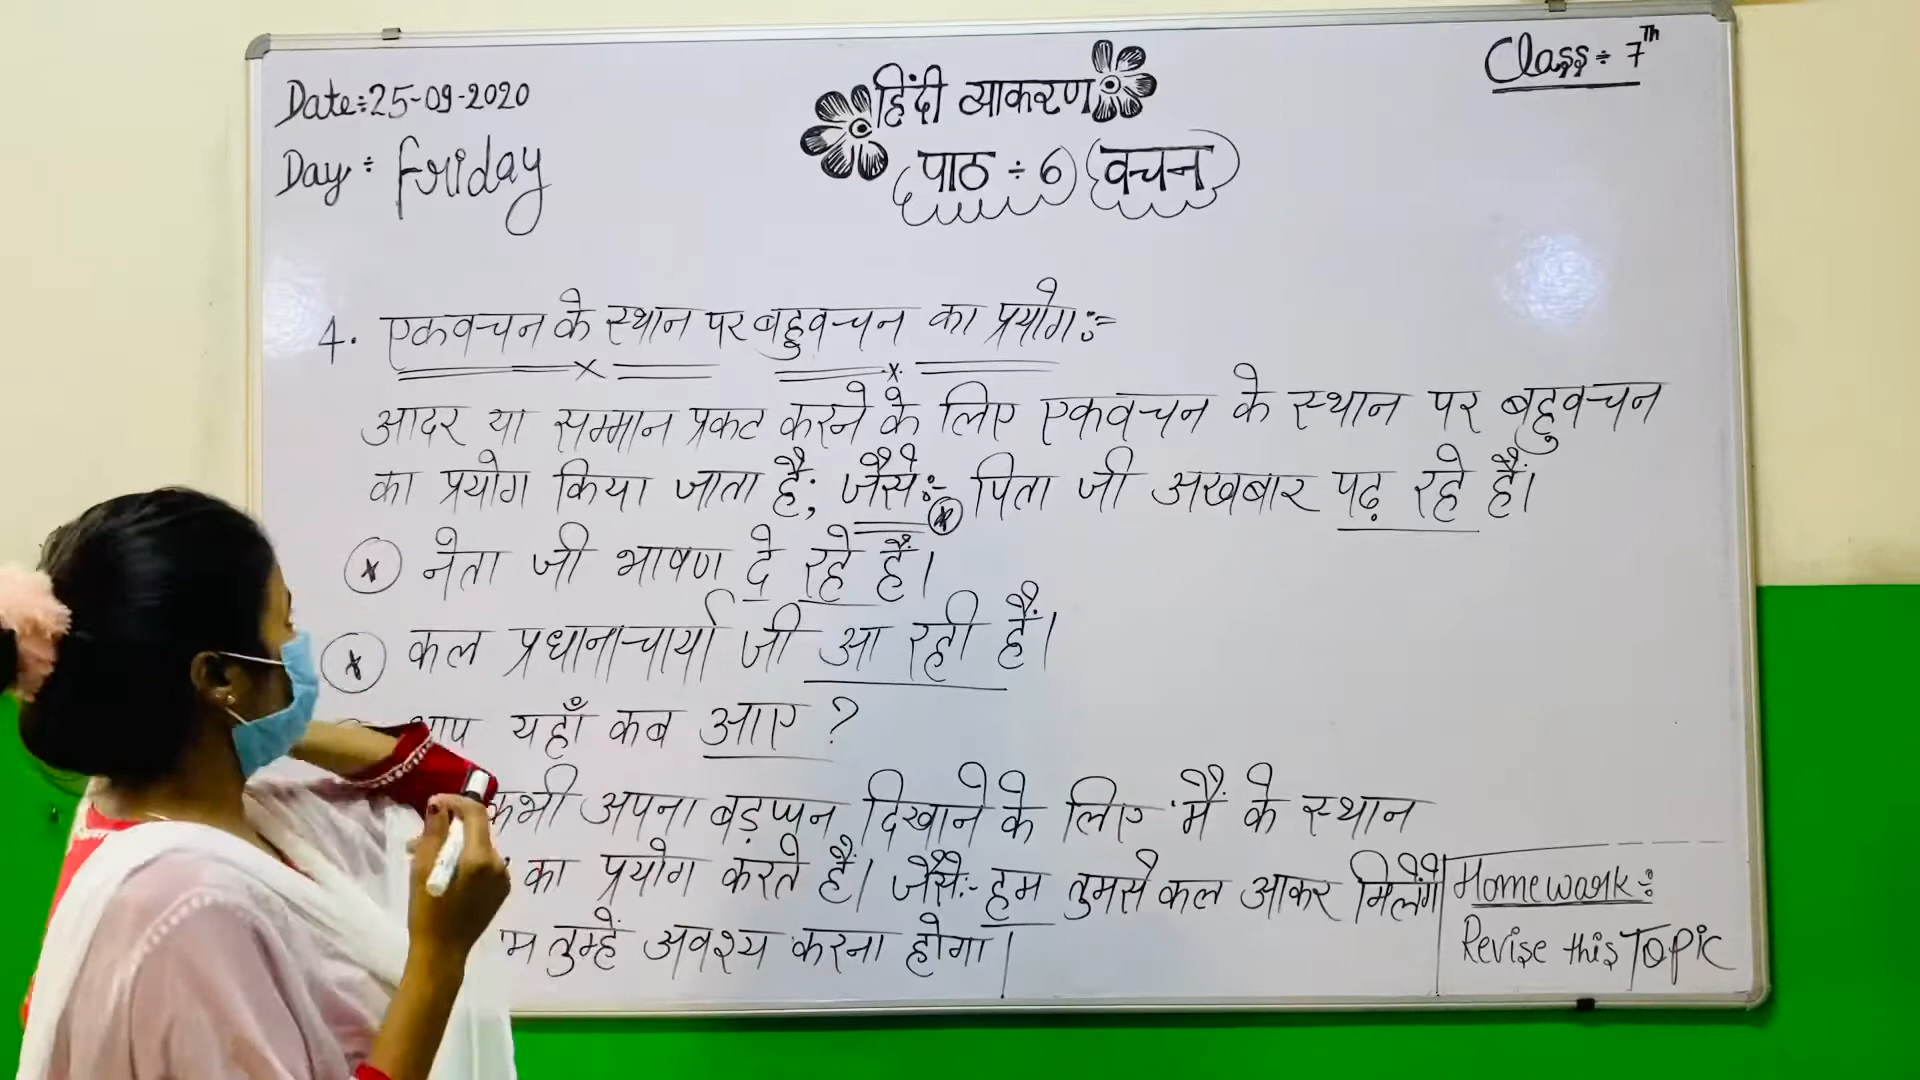 Date:-25-09-2020
Day:- Friday
हिंदी व्याकरण
पाठ ÷ 6 (वचन)
Class ÷ 7Th
4. एकवचन के स्थान पर बहुवचन का प्रयोग :=
आदर या सम्मान प्रकट करने के लिए एकवचन के स्थान पर बहुवचन
का प्रयोग किया जाता है; जैसे:- पिता जी अखबार पढ़ रहे हैं।
नेता जी भाषण दे रहे हैं।
कल प्रधानाचार्या जी आ रही हैं।
यहाँ कब आए ?
कभी अपना बड़प्पन दिखाने के लिए 'मैं के स्थान
का प्रयोग करते हैं। जैसे:- हम तुमसे कल आकर मिलेंगे
तुम्हें अवश्य करना होगा।
Homework:
Revise this Topic